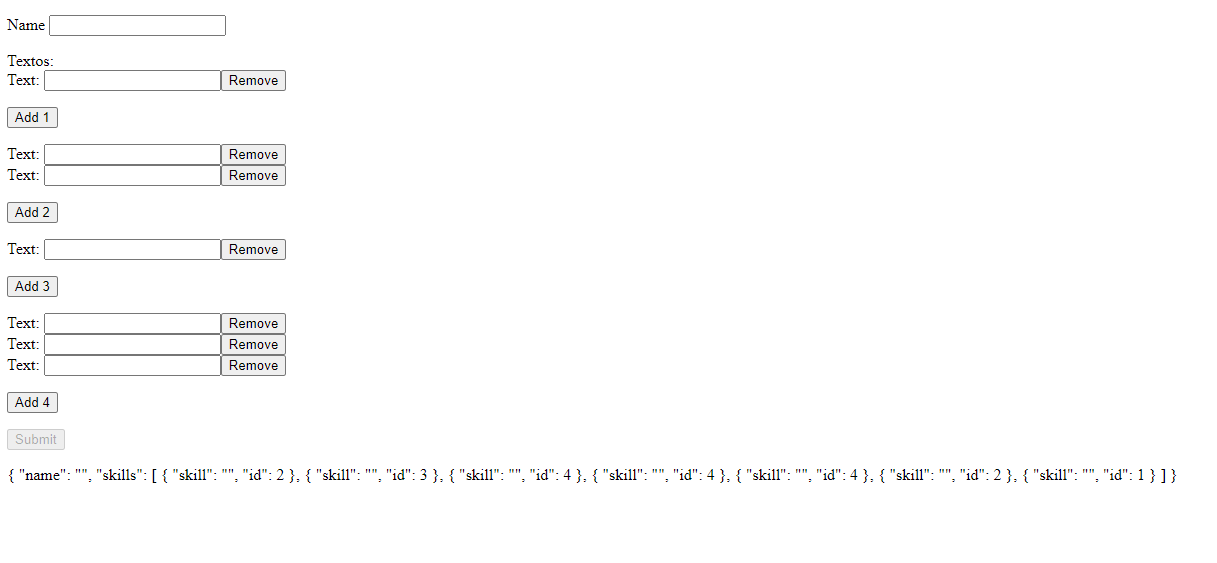 Name
Textos:
Text: Remove
Add 1
Text: Remove
Text: Remove
Add 2
Text: Remove
Add 3
Text: Remove
Text: Remove
Text: Remove
Add 4
Submit
{ "name": "", "skills": [ { "skill": "", "id": 2 }, { "skill": "", "id": 3 }, { "skill": "", "id": 4 }, { "skill": "", "id": 4 }, { "skill": "", "id": 4 }, { "skill": "", "id": 2 }, { "skill": "", "id": 1 } ] }